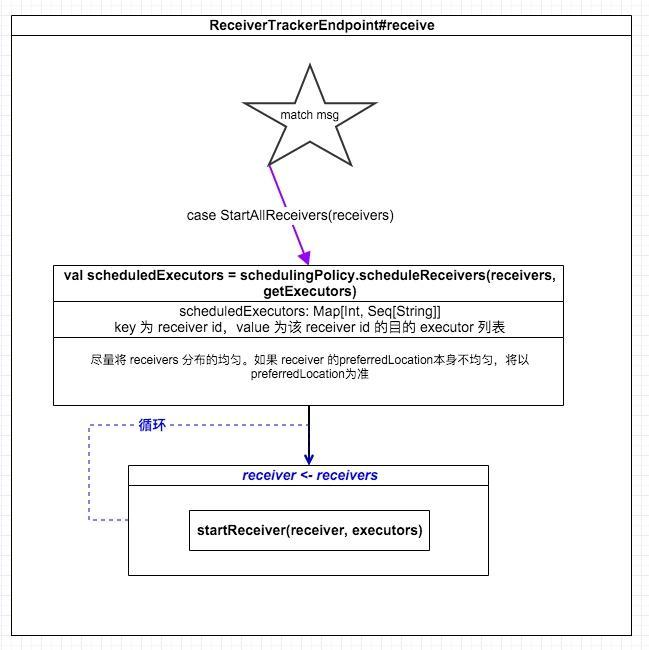 ReceiverTrackerEndpoint#receive
match msg
case StartAllReceivers(receivers)
val scheduledExecutors = schedulingPolicy.scheduleReceivers(receivers,
getExecutors)
scheduledExecutors: Map[Int, Seq[String]]
key 为 receiver id，value 为该 receiver id 的目的 executor 列表
尽量将 receivers 分布的均匀。如果 receiver 的preferredLocation本身不均匀，将以
preferredLocation为准
循环
receiver <- receivers
startReceiver(receiver, executors)